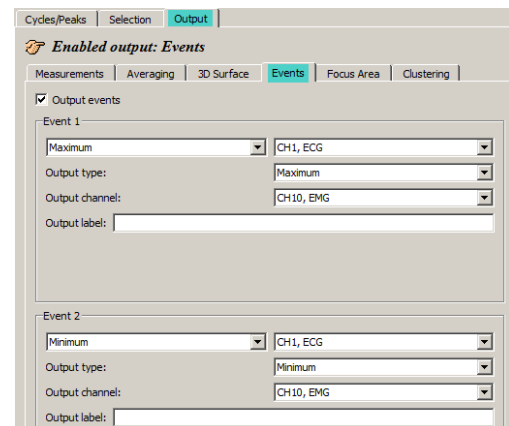 Cycles/Peaks Selection Output
Enabled output: Events
Measurements Averaging 3D Surface Events Focus Area Clustering
Output events
Event 1
Maximum CH1, ECG
Output type: Maximum
Output channel: CH10, EMG
Output label:
Event 2
Minimum CH1, ECG
Output type: Minimum
Output channel: CH10, EMG
Output label: